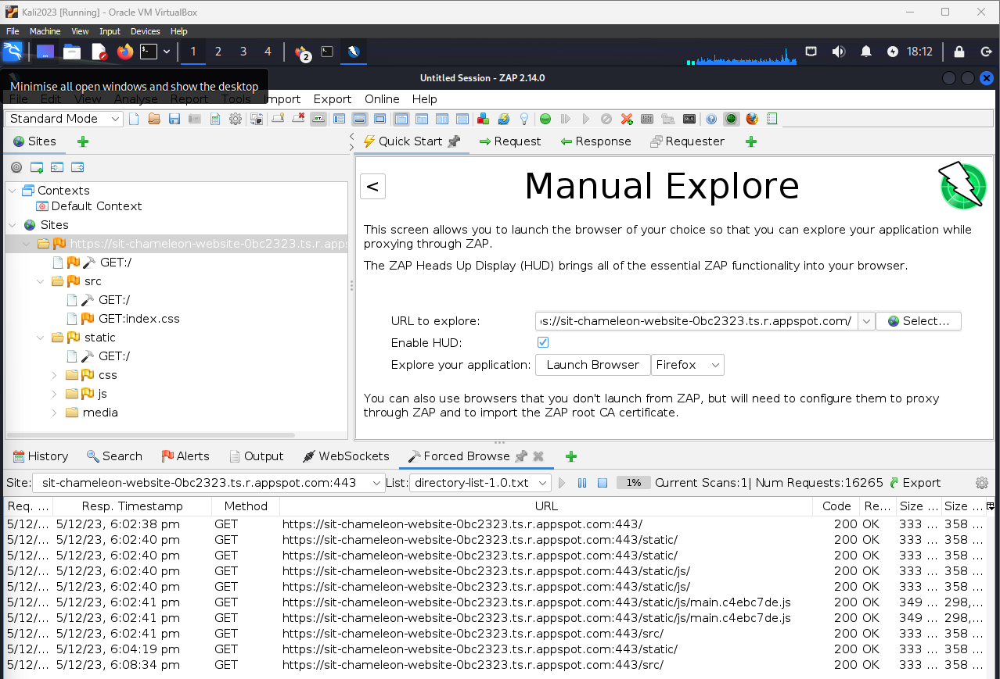 Kali2023 [Running] - Oracle VM VirtualBox
File Machine View Input Devices Help
1 2 3 4 2 18:12
Minimise all open windows and show the desktop
Untitled Session - ZAP 2.14.0
File Edit View Analyse Report Tools Import Export Online Help
Standard Mode
Sites
Quick Start Request Response Requester
Contexts
Default Context
Sites
https://sit-chameleon-website-0bc2323.ts.r.apps
GET:/
src
GET:/
GET:index.css
static
GET:/
css
js
media
<
Manual Explore
This screen allows you to launch the browser of your choice so that you can explore your application while
proxying through ZAP.
The ZAP Heads Up Display (HUD) brings all of the essential ZAP functionality into your browser.
URL to explore: s://sit-chameleon-website-0bc2323.ts.r.appspot.com/ Select...
Enable HUD:
Explore your application: Launch Browser Firefox
You can also use browsers that you don't launch from ZAP, but will need to configure them to proxy
through ZAP and to import the ZAP root CA certificate.
History Search Alerts Output WebSockets Forced Browse
Site: sit-chameleon-website-0bc2323.ts.r.appspot.com:443 List: directory-list-1.0.txt 1% Current Scans:1 | Num Requests:16265 Export
Req. ... Resp. Timestamp Method URL Code Re... Size ... Size ...
5/12/... 5/12/23, 6:02:38 pm GET https://sit-chameleon-website-0bc2323.ts.r.appspot.com:443/ 200 OK 333 ... 358 ...
5/12/... 5/12/23, 6:02:40 pm GET https://sit-chameleon-website-0bc2323.ts.r.appspot.com:443/static/ 200 OK 333 ... 358 ...
5/12/... 5/12/23, 6:02:40 pm GET https://sit-chameleon-website-0bc2323.ts.r.appspot.com:443/static/ 200 OK 333 ... 358 ...
5/12/... 5/12/23, 6:02:40 pm GET https://sit-chameleon-website-0bc2323.ts.r.appspot.com:443/static/js/ 200 OK 333 ... 358 ...
5/12/... 5/12/23, 6:02:40 pm GET https://sit-chameleon-website-0bc2323.ts.r.appspot.com:443/static/js/ 200 OK 333 ... 358 ...
5/12/... 5/12/23, 6:02:41 pm GET https://sit-chameleon-website-0bc2323.ts.r.appspot.com:443/static/js/main.c4ebc7de.js 200 OK 349 ... 298,...
5/12/... 5/12/23, 6:02:41 pm GET https://sit-chameleon-website-0bc2323.ts.r.appspot.com:443/static/js/main.c4ebc7de.js 200 OK 349 ... 298,...
5/12/... 5/12/23, 6:02:41 pm GET https://sit-chameleon-website-0bc2323.ts.r.appspot.com:443/src/ 200 OK 333 ... 358 ...
5/12/... 5/12/23, 6:04:19 pm GET https://sit-chameleon-website-0bc2323.ts.r.appspot.com:443/static/ 200 OK 333 ... 358 ...
5/12/... 5/12/23, 6:08:34 pm GET https://sit-chameleon-website-0bc2323.ts.r.appspot.com:443/src/ 200 OK 333 ... 358 ...